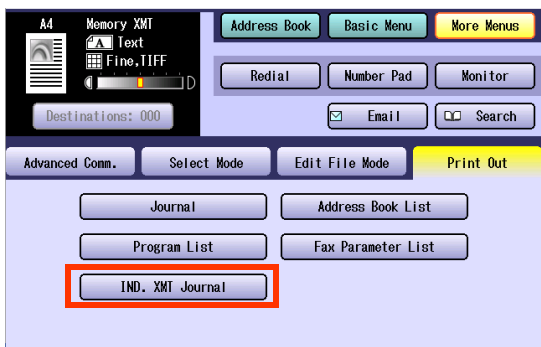 A4 Memory XMT
A Text
Fine,TIFF
D
Destinations: 000
Address Book Basic Menu More Menus
Redial Number Pad Monitor
Email Search
Advanced Comm. Select Mode Edit File Mode Print Out
Journal Address Book List
Program List Fax Parameter List
IND. XMT Journal